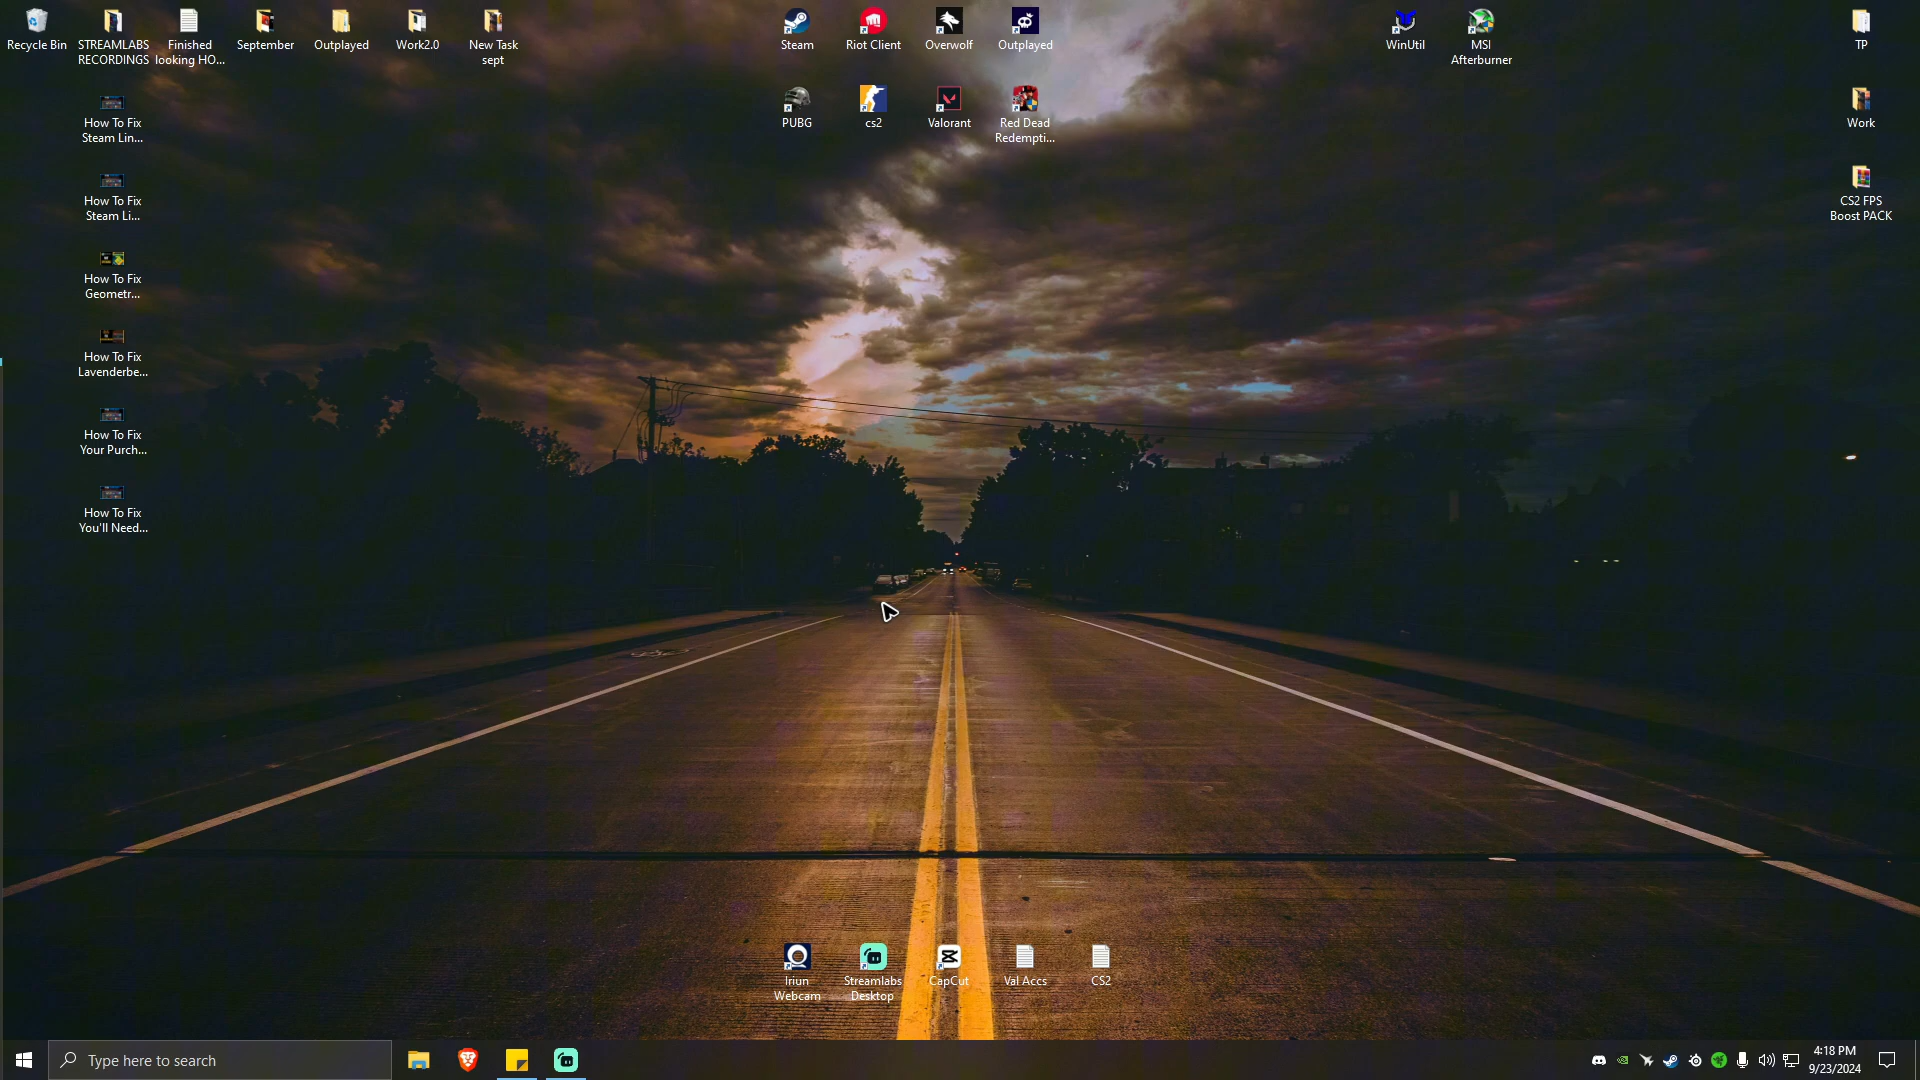 Recycle Bin
STREAMLABS
RECORDINGS
Finished
looking HO...
September
Outplayed
Work2.0
New Task
sept
Steam
Riot Client
Overwolf
Outplayed
WinUtil
MSI
Afterburner
TP
How To Fix
Steam Lin...
PUBG
cs2
Valorant
Red Dead
Redempti...
Work
How To Fix
Steam Li...
CS2 FPS
Boost PACK
How To Fix
Geometr...
How To Fix
Lavenderbe...
How To Fix
Your Purch...
How To Fix
You'll Need...
Iriun
Webcam
Streamlabs
Desktop
CapCut
Val Accs
CS2
Type here to search
4:18 PM
9/23/2024